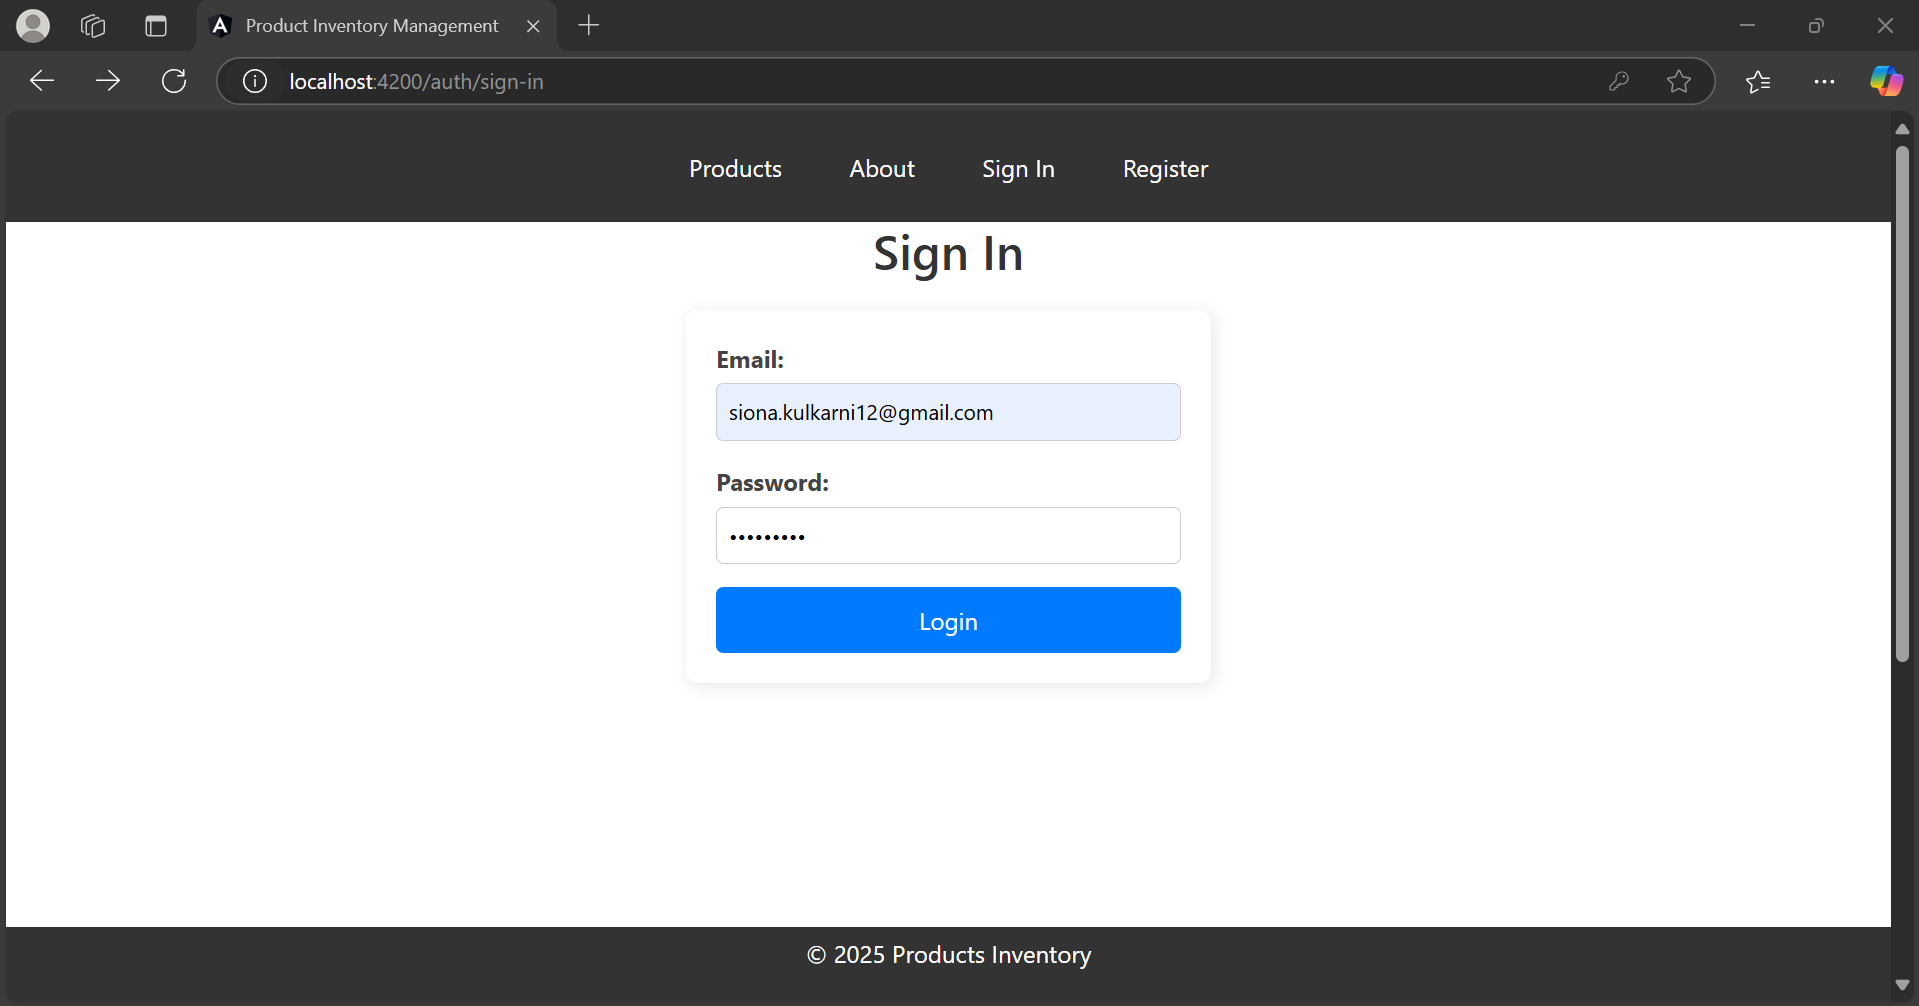 Product Inventory Management
localhost:4200/auth/sign-in
Products About Sign In Register
Sign In
Email:
siona.kulkarni12@gmail.com
Password:
•••••••••
Login
© 2025 Products Inventory